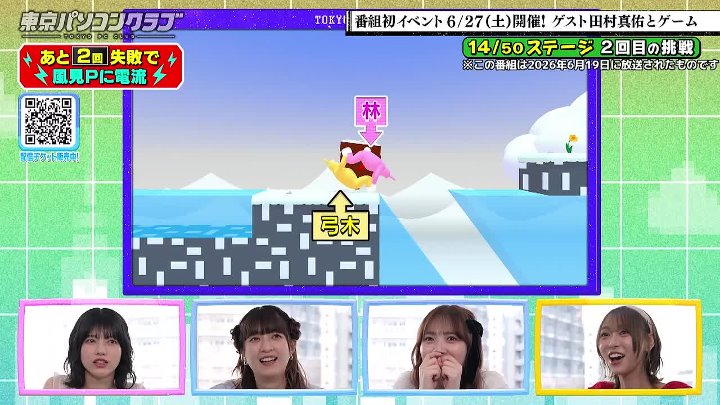 東京パソコンクラブ
TOKYO PC CLUB
TOKYO
番組初イベント 6/27(土)開催! ゲスト田村真佑とゲーム
14/50 ステージ 2回目の挑戦
※この番組は2026年6月19日に放送されたものです
あと2回失敗で
風見Pに電流
配信チケット販売中!
林
弓木